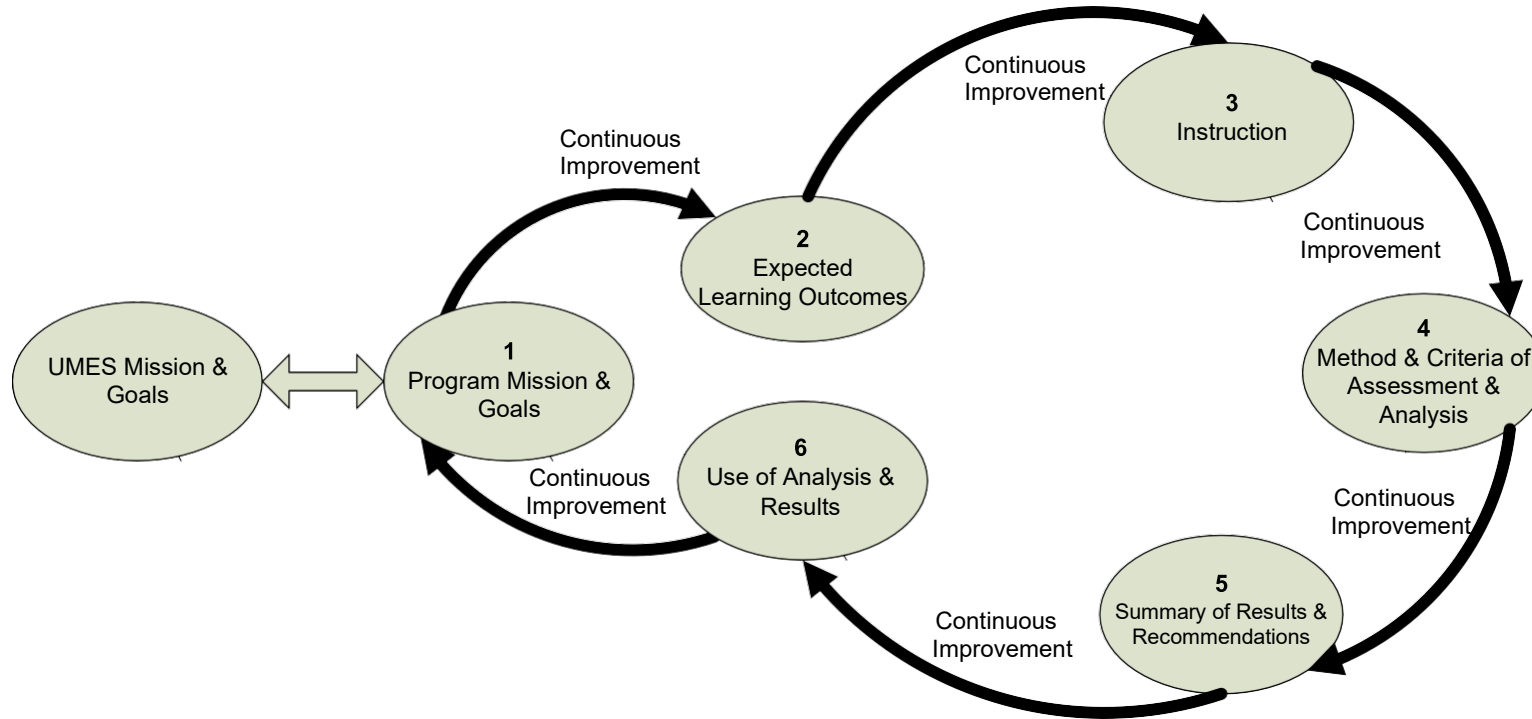 UMES Mission &
Goals
1
Program Mission &
Goals
Continuous
Improvement
2
Expected
Learning Outcomes
Continuous
Improvement
3
Instruction
Continuous
Improvement
4
Method & Criteria of
Assessment &
Analysis
Continuous
Improvement
5
Summary of Results &
Recommendations
Continuous
Improvement
6
Use of Analysis &
Results
Continuous
Improvement